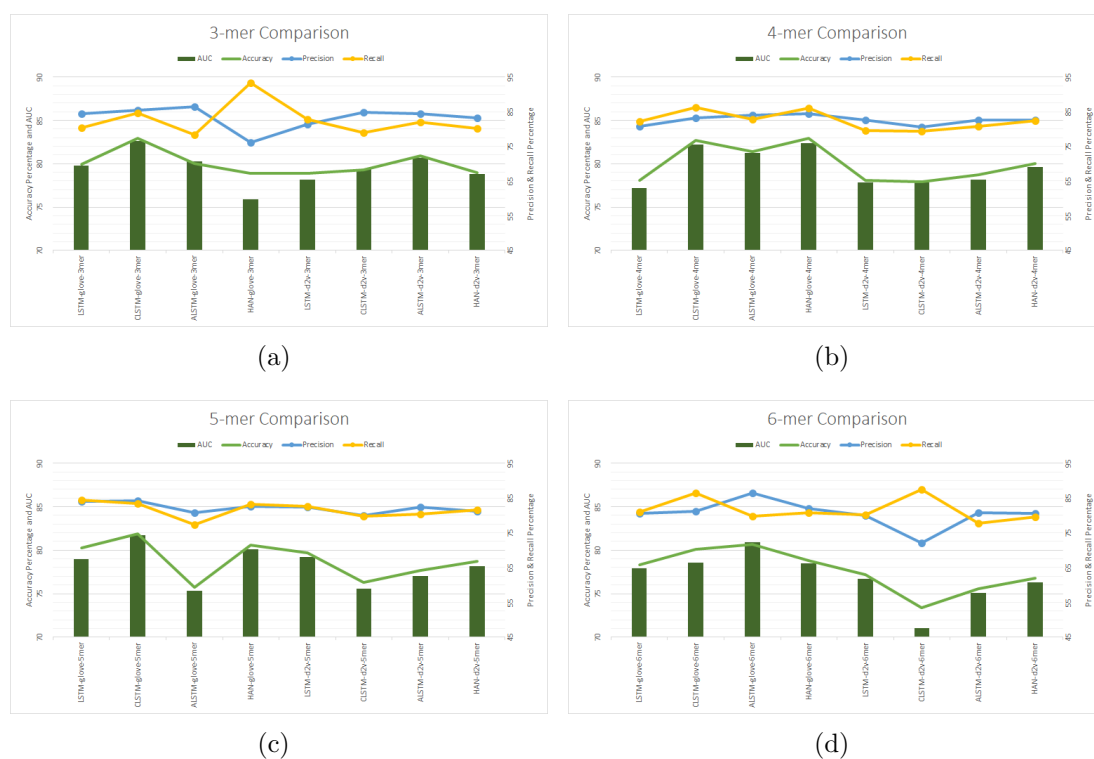 3-mer Comparison
AUC Accuracy Precision Recall
Accuracy Percentage and AUC
90
85
80
75
70
Precision & Recall Percentage
95
85
75
65
55
45
LSTM-glove-3mer
CLSTM-glove-3mer
ALSTM-glove-3mer
HAN-glove-3mer
LSTM-d2v-3mer
CLSTM-d2v-3mer
ALSTM-d2v-3mer
HAN-d2v-3mer
(a)
4-mer Comparison
AUC Accuracy Precision Recall
Accuracy Percentage and AUC
90
85
80
75
70
Precision & Recall Percentage
95
85
75
65
55
45
LSTM-glove-4mer
CLSTM-glove-4mer
ALSTM-glove-4mer
HAN-glove-4mer
LSTM-d2v-4mer
CLSTM-d2v-4mer
ALSTM-d2v-4mer
HAN-d2v-4mer
(b)
5-mer Comparison
AUC Accuracy Precision Recall
Accuracy Percentage and AUC
90
85
80
75
70
Precision & Recall Percentage
95
85
75
65
55
45
LSTM-glove-5mer
CLSTM-glove-5mer
ALSTM-glove-5mer
HAN-glove-5mer
LSTM-d2v-5mer
CLSTM-d2v-5mer
ALSTM-d2v-5mer
HAN-d2v-5mer
(c)
6-mer Comparison
AUC Accuracy Precision Recall
Accuracy Percentage and AUC
90
85
80
75
70
Precision & Recall Percentage
95
85
75
65
55
45
LSTM-glove-6mer
CLSTM-glove-6mer
ALSTM-glove-6mer
HAN-glove-6mer
LSTM-d2v-6mer
CLSTM-d2v-6mer
ALSTM-d2v-6mer
HAN-d2v-6mer
(d)